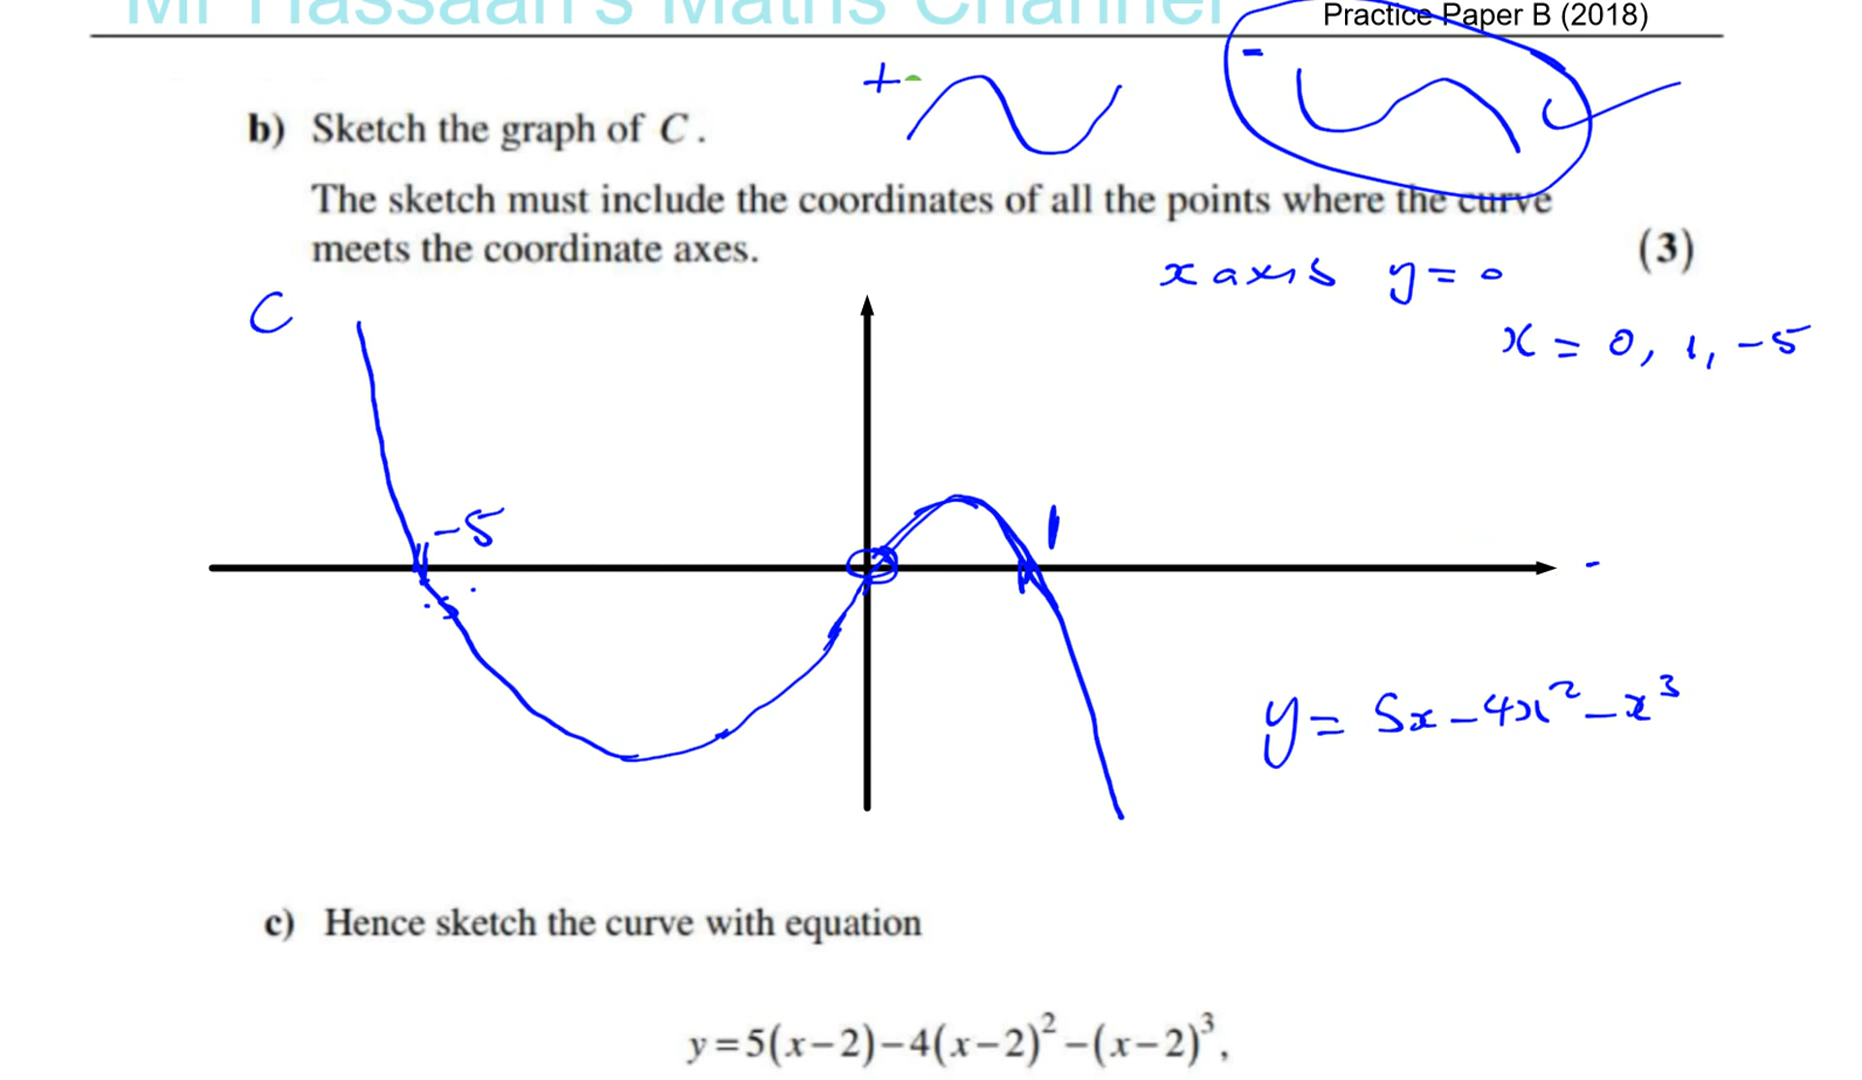 Mr Hassaan's Maths Channel
Practice Paper B (2018)
+ -
b) Sketch the graph of C.
The sketch must include the coordinates of all the points where the curve
meets the coordinate axes.
(3)
x axis y = 0
x = 0, 1, -5
C
-5
1
y = 5x - 4x² - x³
c) Hence sketch the curve with equation
y = 5(x-2) - 4(x-2)² - (x-2)³,